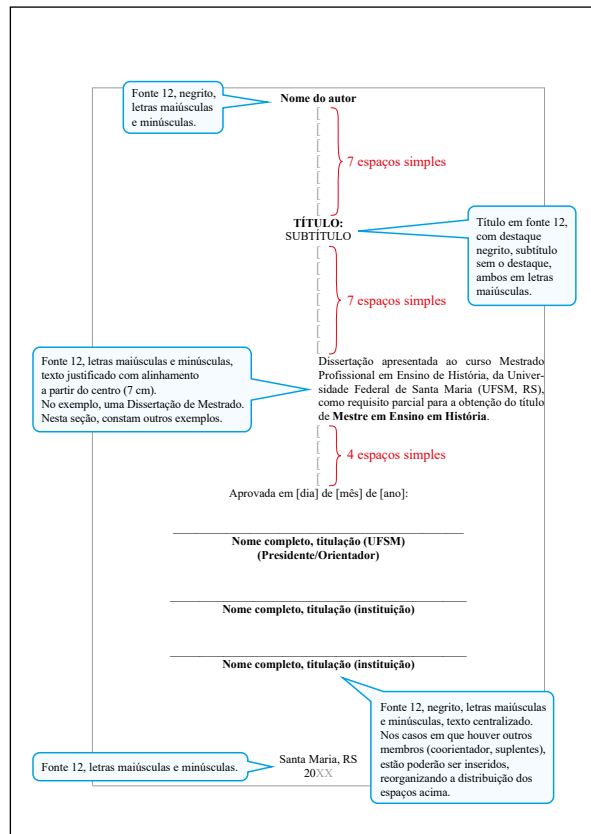 Fonte 12, negrito,
letras maiúsculas
e minúsculas.
Nome do autor
[
[
[
[
[
[
[
7 espaços simples
TÍTULO:
SUBTÍTULO
Título em fonte 12,
com destaque
negrito, subtítulo
sem o destaque,
ambos em letras
maiúsculas.
[
[
[
[
[
[
[
7 espaços simples
Fonte 12, letras maiúsculas e minúsculas,
texto justificado com alinhamento
a partir do centro (7 cm).
No exemplo, uma Dissertação de Mestrado.
Nesta seção, constam outros exemplos.
Dissertação apresentada ao curso Mestrado
Profissional em Ensino de História, da Univer-
sidade Federal de Santa Maria (UFSM, RS),
como requisito parcial para a obtenção do título
de Mestre em Ensino em História.
[
[
[
[
4 espaços simples
Aprovada em [dia] de [mês] de [ano]:
Nome completo, titulação (UFSM)
(Presidente/Orientador)
Nome completo, titulação (instituição)
Nome completo, titulação (instituição)
Fonte 12, negrito, letras maiúsculas
e minúsculas, texto centralizado.
Nos casos em que houver outros
membros (coorientador, suplentes),
estão poderão ser inseridos,
reorganizando a distribuição dos
espaços acima.
Fonte 12, letras maiúsculas e minúsculas.
Santa Maria, RS
20XX